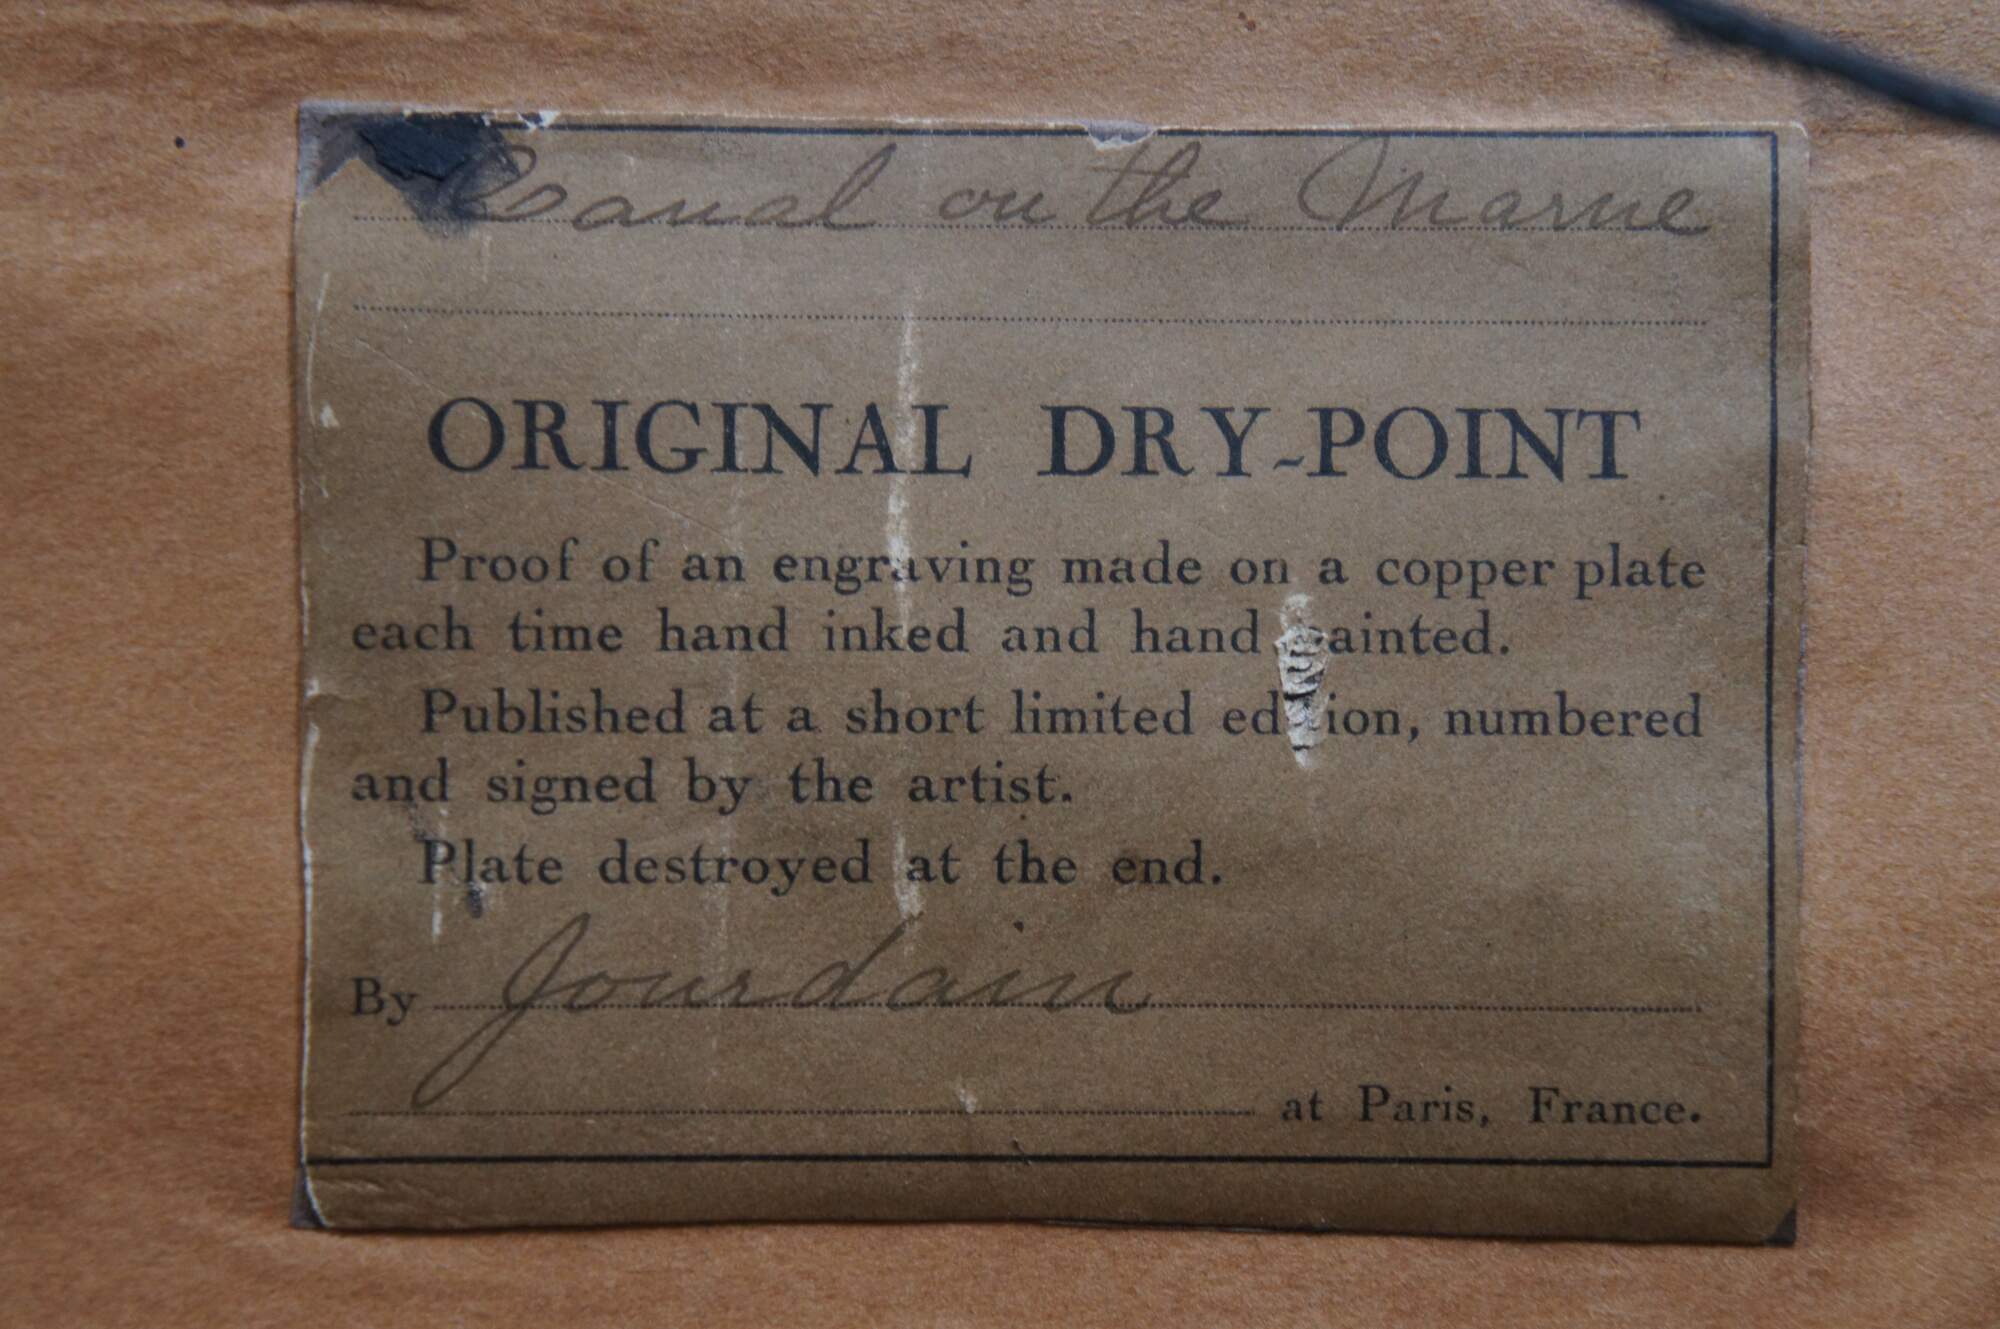 Canal on the Marne
ORIGINAL DRY-POINT
Proof of an engraving made on a copper plate
each time hand inked and hand painted.
Published at a short limited edition, numbered
and signed by the artist.
Plate destroyed at the end.
By Jourdain
at Paris, France.